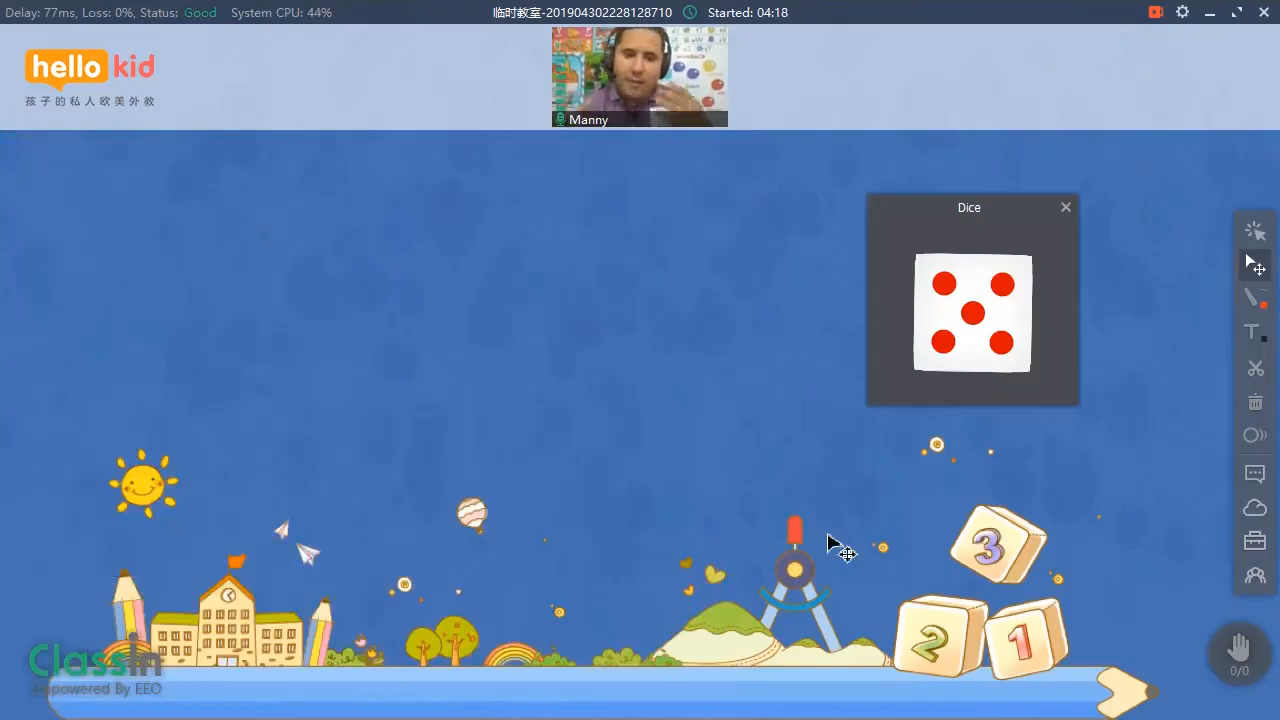 Delay: 77ms, Loss: 0%, Status: Good System CPU: 44%
临时教室-201904302228128710
Started: 04:18
hello kid
孩子的私人欧美外教
Manny
Dice
3
2
1
ClassIn
Empowered By EEO
0/0